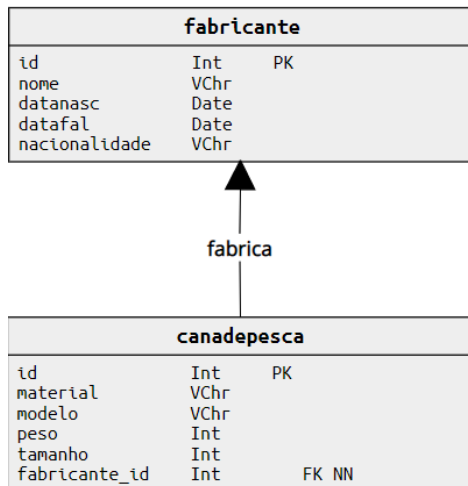 fabricante
id Int PK
nome VChr
datanasc Date
datafal Date
nacionalidade VChr
fabrica
canadepesca
id Int PK
material VChr
modelo VChr
peso Int
tamanho Int
fabricante_id Int FK NN